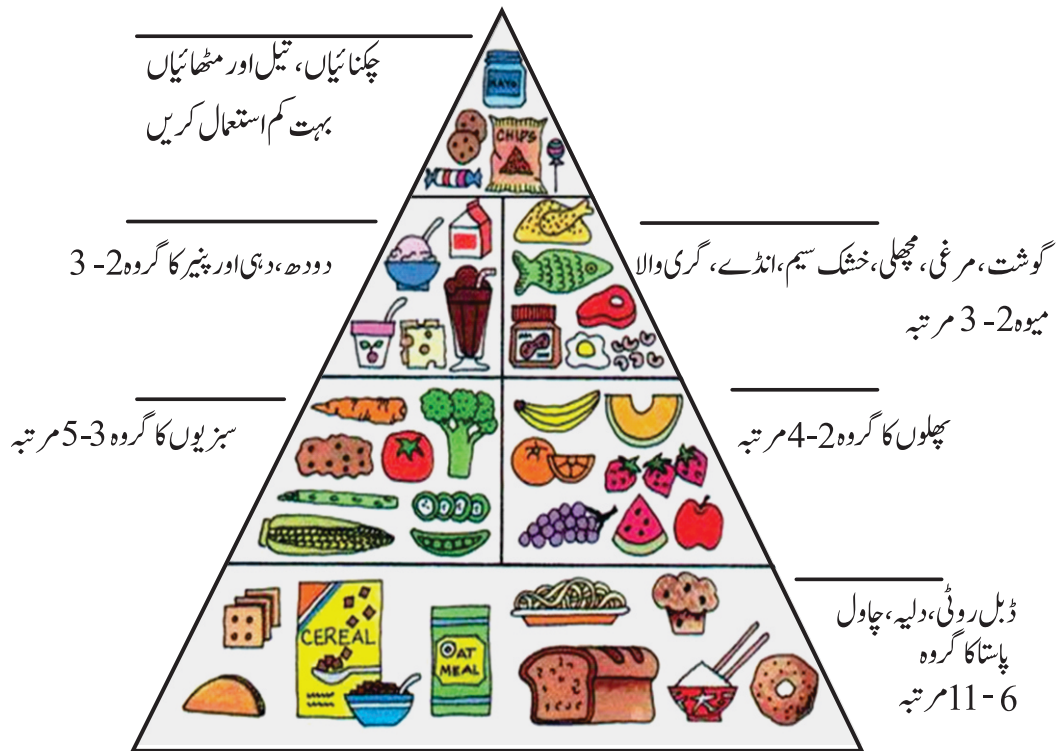 چکنائیاں، تیل اور مٹھائیاں
بہت کم استعمال کریں
MAYO
CHIPS
دودھ، دہی اور پنیر کا گروہ 2-3
گوشت، مرغی، مچھلی، خشک سیم، انڈے، گری والا
میوہ 2-3 مرتبہ
سبزیوں کا گروہ 3-5 مرتبہ
پھلوں کا گروہ 2-4 مرتبہ
CEREAL
OAT
MEAL
ڈبل روٹی، دلیہ، چاول
پاستا کا گروہ
6-11 مرتبہ